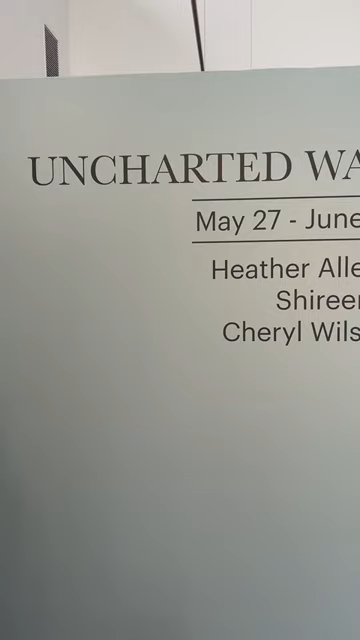 UNCHARTED WA
May 27 - June
Heather Alle
Shireen
Cheryl Wils